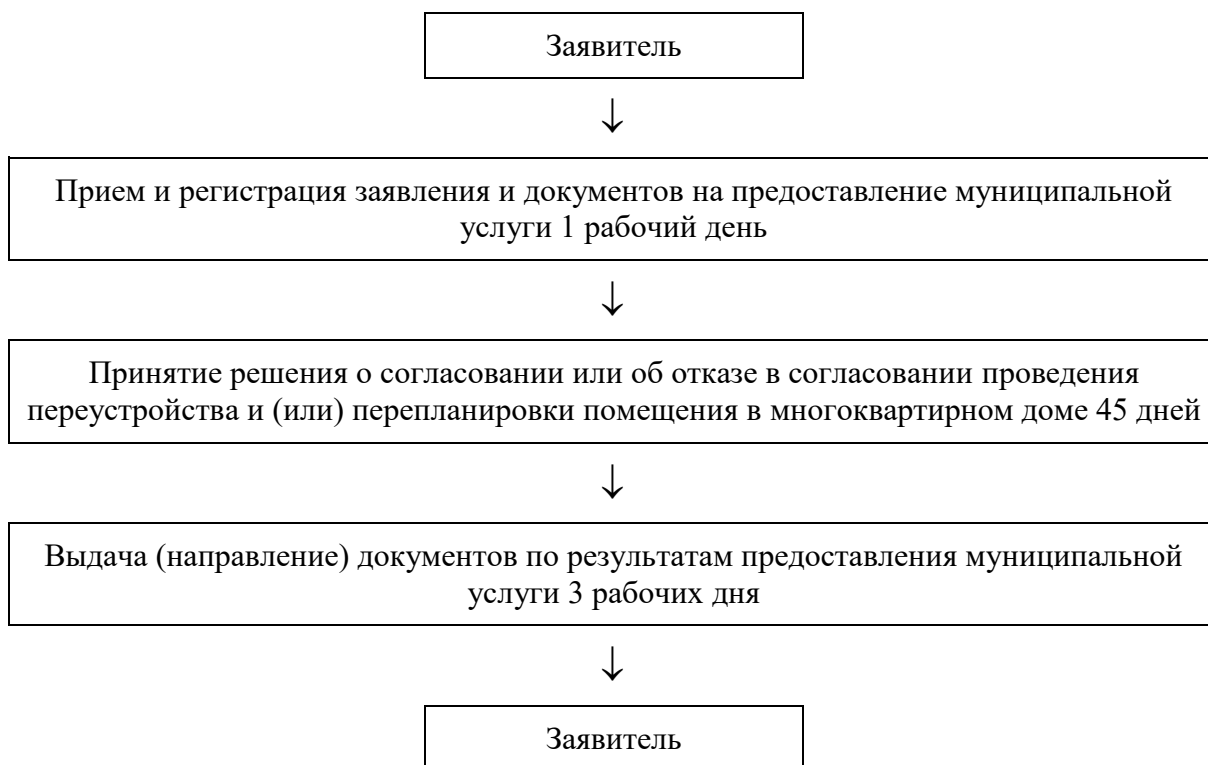 Заявитель
↓
Прием и регистрация заявления и документов на предоставление муниципальной
услуги 1 рабочий день
↓
Принятие решения о согласовании или об отказе в согласовании проведения
переустройства и (или) перепланировки помещения в многоквартирном доме 45 дней
↓
Выдача (направление) документов по результатам предоставления муниципальной
услуги 3 рабочих дня
↓
Заявитель